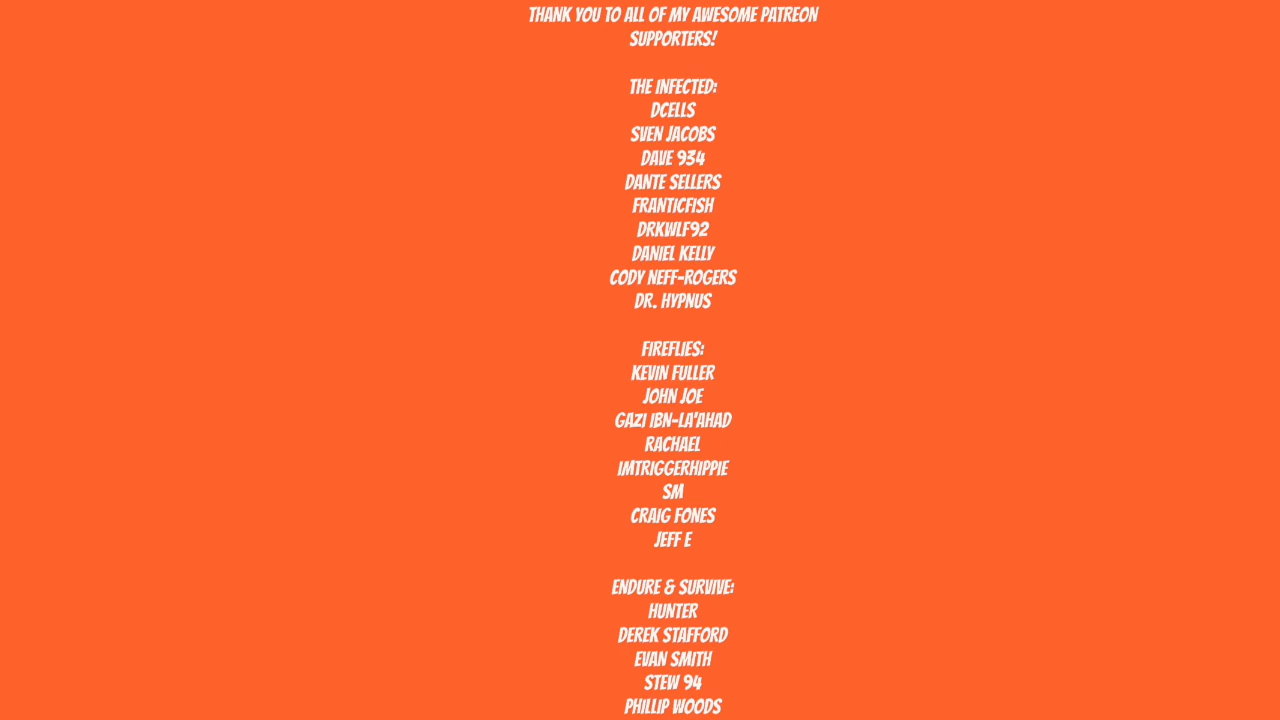 THANK YOU TO ALL OF MY AWESOME PATREON
SUPPORTERS!
THE INFECTED:
DCELLS
SVEN JACOBS
DAVE 934
DANTE SELLERS
FRANTICFISH
DRKWLF92
DANIEL KELLY
CODY NEFF-ROGERS
DR. HYPNUS
FIREFLIES:
KEVIN FULLER
JOHN JOE
GAZI IBN-LA'AHAD
RACHAEL
IMTRIGGERHIPPIE
SM
CRAIG FONES
JEFF E
ENDURE & SURVIVE:
HUNTER
DEREK STAFFORD
EVAN SMITH
STEW 94
PHILLIP WOODS